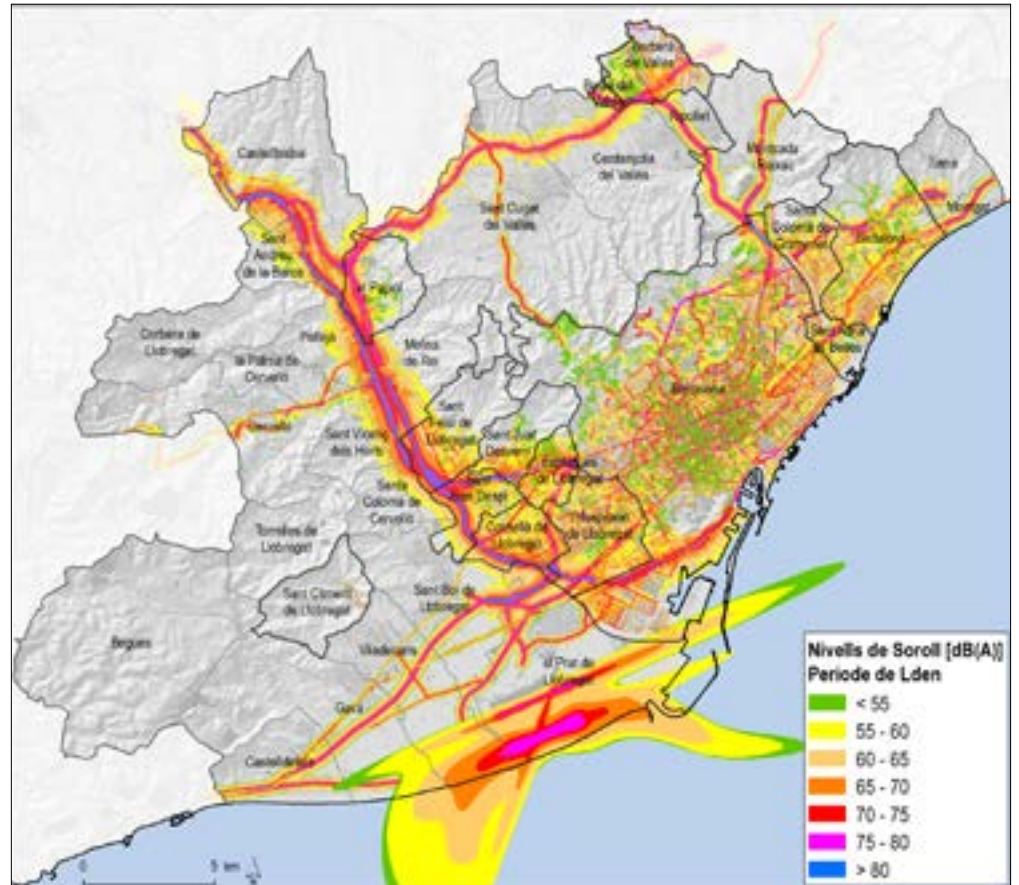 Barberà
del Vallès
Ripollet
Castellbisbal
Cerdanyola
del Vallès
Montcada
Reixac
Tiana
Montgat
Sant Cugat
del Vallès
Santa
Coloma de
Gramenet
Badalona
Sant
Andreu
de la Barca
el Papiol
Corbera de
Llobregat
Pallejà
la Palma de
Cervelló
Molins
de Rei
Sant Adrià
de Besòs
Barcelona
Cervelló
Sant Vicenç
dels Horts
Sant
Feliu de
Llobregat
Sant Just
Desvern
Esplugues
de Llobregat
Sant
Joan Despí
Santa
Coloma de
Cervelló
Cornellà de
Llobregat
l'Hospitalet
de Llobregat
Torrelles de
Llobregat
Sant Climent
de Llobregat
Sant Boi de
Llobregat
Begues
Viladecans
el Prat de
Llobregat
Gavà
Castelldefels
0 5 km
Nivells de Soroll [dB(A)]
Periode de Lden
< 55
55 - 60
60 - 65
65 - 70
70 - 75
75 - 80
> 80